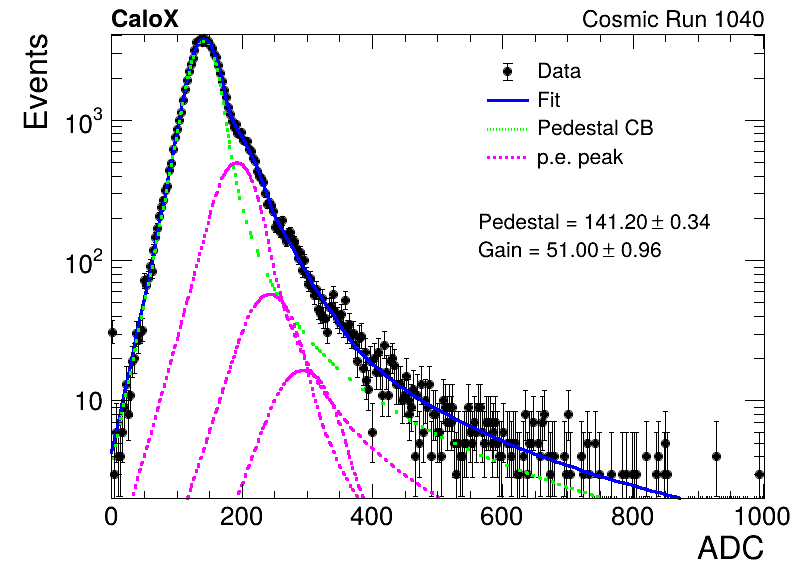 CaloX Cosmic Run 1040
Events
10³
10²
10
Data
Fit
Pedestal CB
p.e. peak
Pedestal = 141.20 ± 0.34
Gain = 51.00 ± 0.96
0 200 400 600 800 1000
ADC